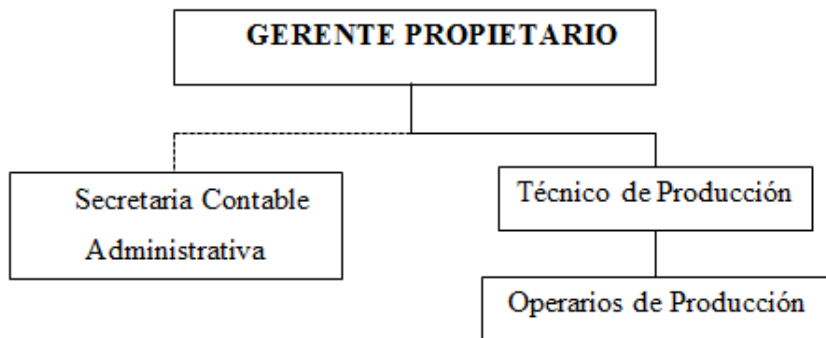 GERENTE PROPIETARIO
Secretaria Contable
Administrativa
Técnico de Producción
Operarios de Producción